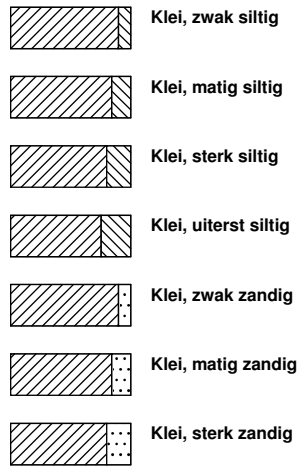 Klei, zwak siltig
Klei, matig siltig
Klei, sterk siltig
Klei, uiterst siltig
Klei, zwak zandig
Klei, matig zandig
Klei, sterk zandig